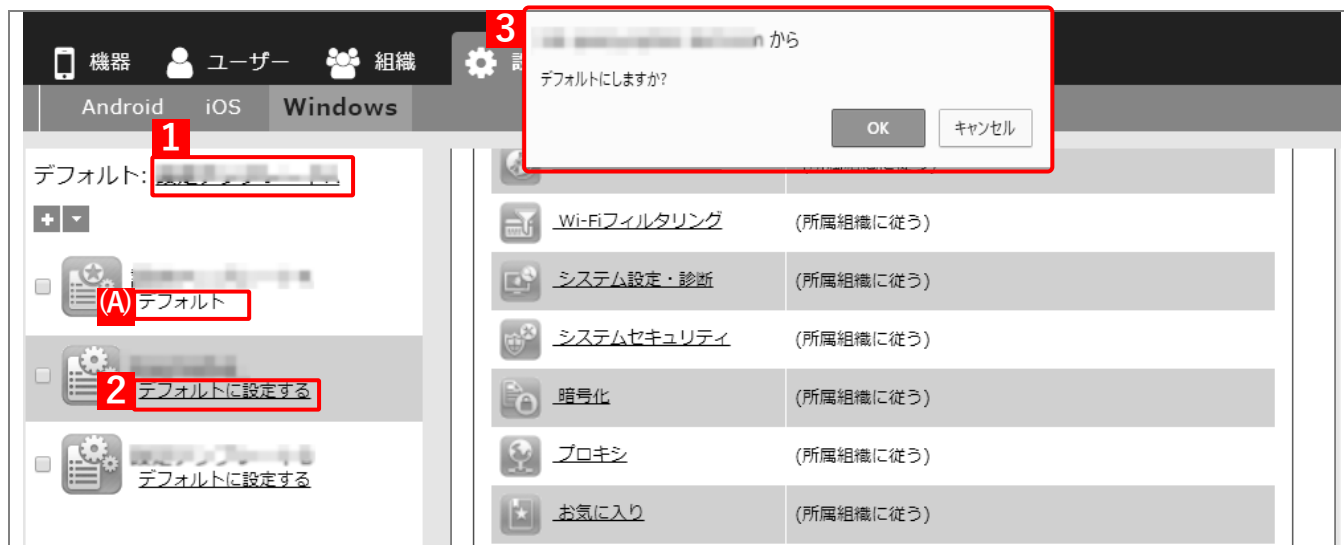 3
から
デフォルトにしますか?
OK キャンセル
機器 ユーザー 組織
Android iOS Windows
1
デフォルト:
(A) デフォルト
2 デフォルトに設定する
デフォルトに設定する
Wi-Fiフィルタリング (所属組織に従う)
システム設定・診断 (所属組織に従う)
システムセキュリティ (所属組織に従う)
暗号化 (所属組織に従う)
プロキシ (所属組織に従う)
お気に入り (所属組織に従う)